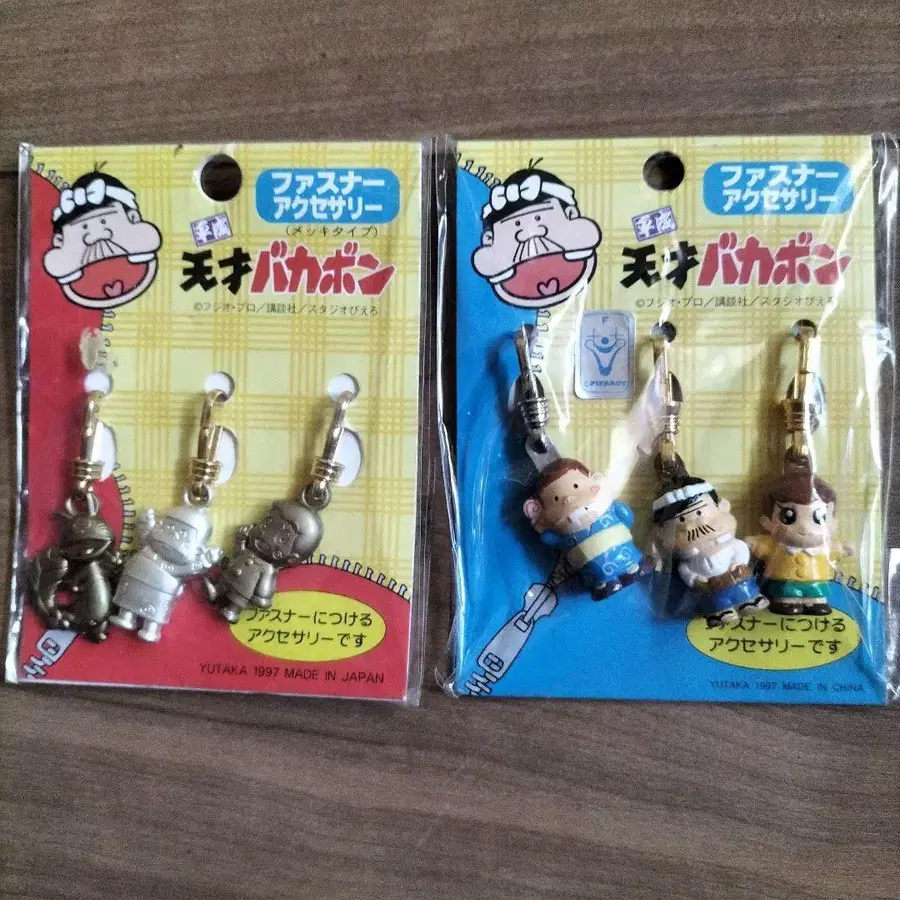 ファスナー
アクセサリー
(メッキタイプ)
平成
天才バカボン
©フジオ・プロ/講談社/スタジオぴえろ
ファスナーにつける
アクセサリーです
YUTAKA 1997 MADE IN JAPAN
ファスナー
アクセサリー
平成
天才バカボン
©フジオ・プロ/講談社/スタジオぴえろ
F
PIERROT
ファスナーにつける
アクセサリーです
YUTAKA 1997 MADE IN CHINA